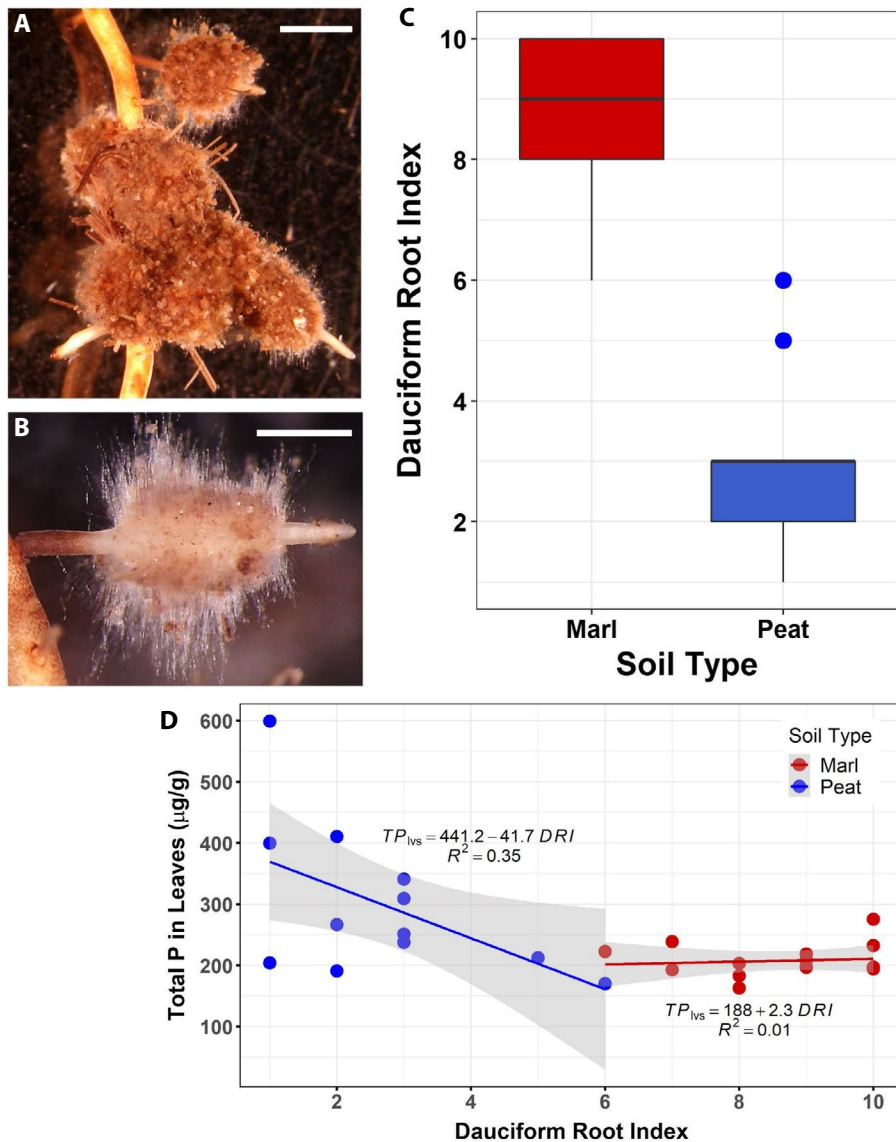 A
B
C
10
8
6
4
2
Dauciform Root Index
Marl
Peat
Soil Type
D
600
500
400
300
200
100
Total P in Leaves (µg/g)
Soil Type
Marl
Peat
TPlvs = 441.2 − 41.7 DRI
R² = 0.35
TPlvs = 188 + 2.3 DRI
R² = 0.01
2
4
6
8
10
Dauciform Root Index